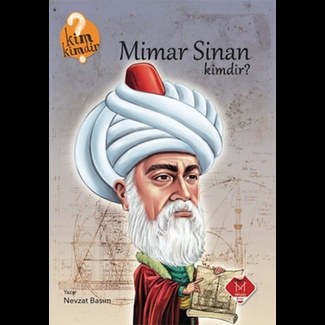 kim
kimdir
?
Mimar Sinan
kimdir?
Yazar
Nevzat Basım
M